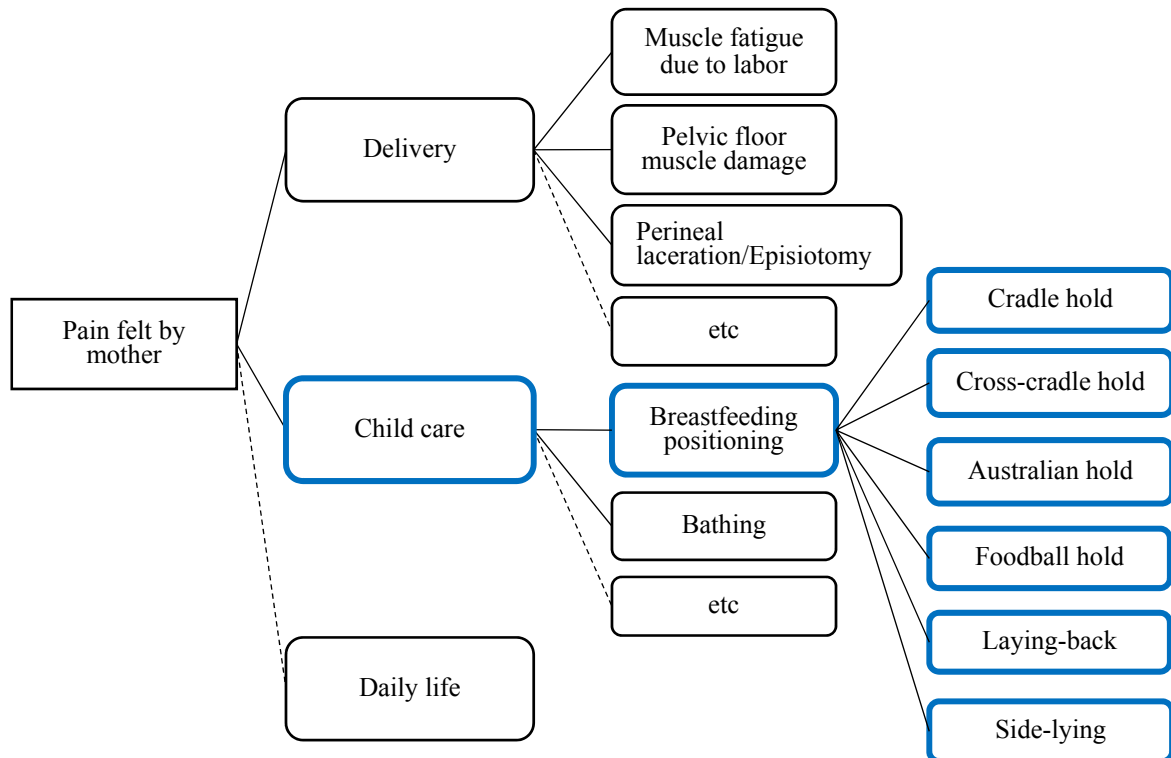 Muscle fatigue
due to labor
Delivery
Pelvic floor
muscle damage
Perineal
laceration/Episiotomy
etc
Pain felt by
mother
Child care
Breastfeeding
positioning
Bathing
etc
Daily life
Cradle hold
Cross-cradle hold
Australian hold
Foodball hold
Laying-back
Side-lying